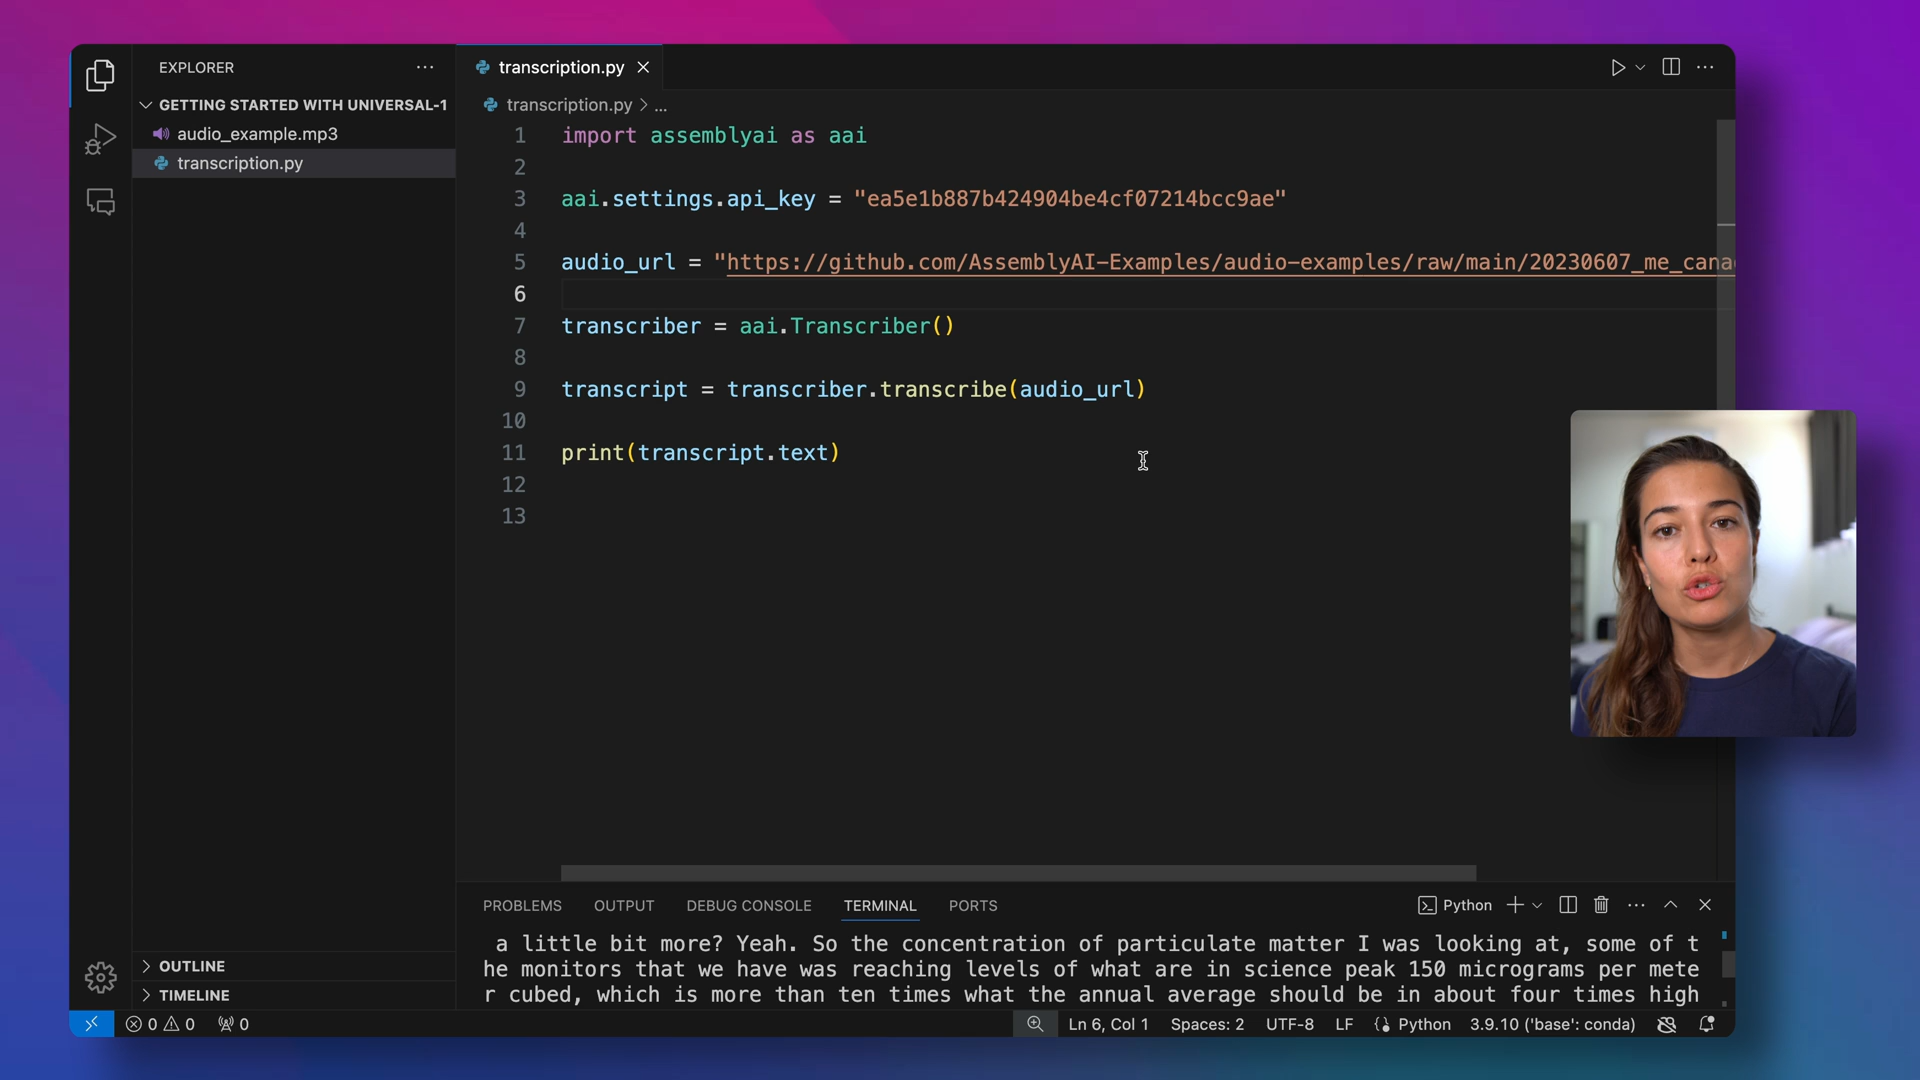 EXPLORER
GETTING STARTED WITH UNIVERSAL-1
audio_example.mp3
transcription.py
OUTLINE
TIMELINE
transcription.py
transcription.py > ...
1 import assemblyai as aai
2
3 aai.settings.api_key = "ea5e1b887b424904be4cf07214bcc9ae"
4
5 audio_url = "https://github.com/AssemblyAI-Examples/audio-examples/raw/main/20230607_me_cana
6
7 transcriber = aai.Transcriber()
8
9 transcript = transcriber.transcribe(audio_url)
10
11 print(transcript.text)
12
13
PROBLEMS OUTPUT DEBUG CONSOLE TERMINAL PORTS Python
a little bit more? Yeah. So the concentration of particulate matter I was looking at, some of t
he monitors that we have was reaching levels of what are in science peak 150 micrograms per mete
r cubed, which is more than ten times what the annual average should be in about four times high
0 0 0 Ln 6, Col 1 Spaces: 2 UTF-8 LF Python 3.9.10 ('base': conda)